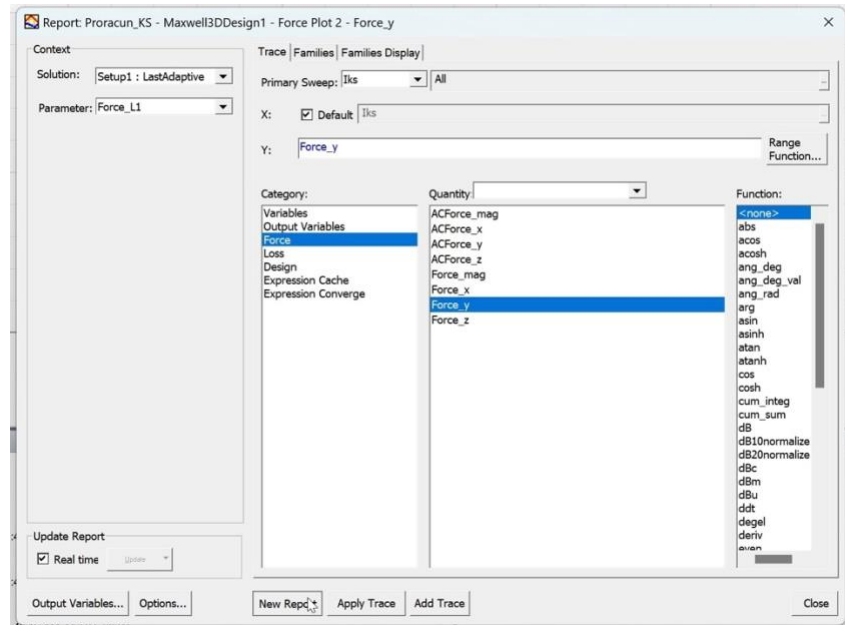 Report: Proracun_KS - Maxwell3DDesign1 - Force Plot 2 - Force_y
Context
Solution: Setup1 : LastAdaptive
Parameter: Force_L1
Trace Families Families Display
Primary Sweep: Iks All
X: Default Iks
Y: Force_y
Range Function...
Category:
Variables
Output Variables
Force
Loss
Design
Expression Cache
Expression Converge
Quantity:
ACForce_mag
ACForce_x
ACForce_y
ACForce_z
Force_mag
Force_x
Force_y
Force_z
Function:
<none>
abs
acos
acosh
ang_deg
ang_deg_val
ang_rad
arg
asin
asinh
atan
atanh
cos
cosh
cum_integ
cum_sum
dB
dB10normalize
dB20normalize
dBc
dBm
dBu
ddt
degel
deriv
even
Update Report
Real time Update
Output Variables... Options... New Report Apply Trace Add Trace Close